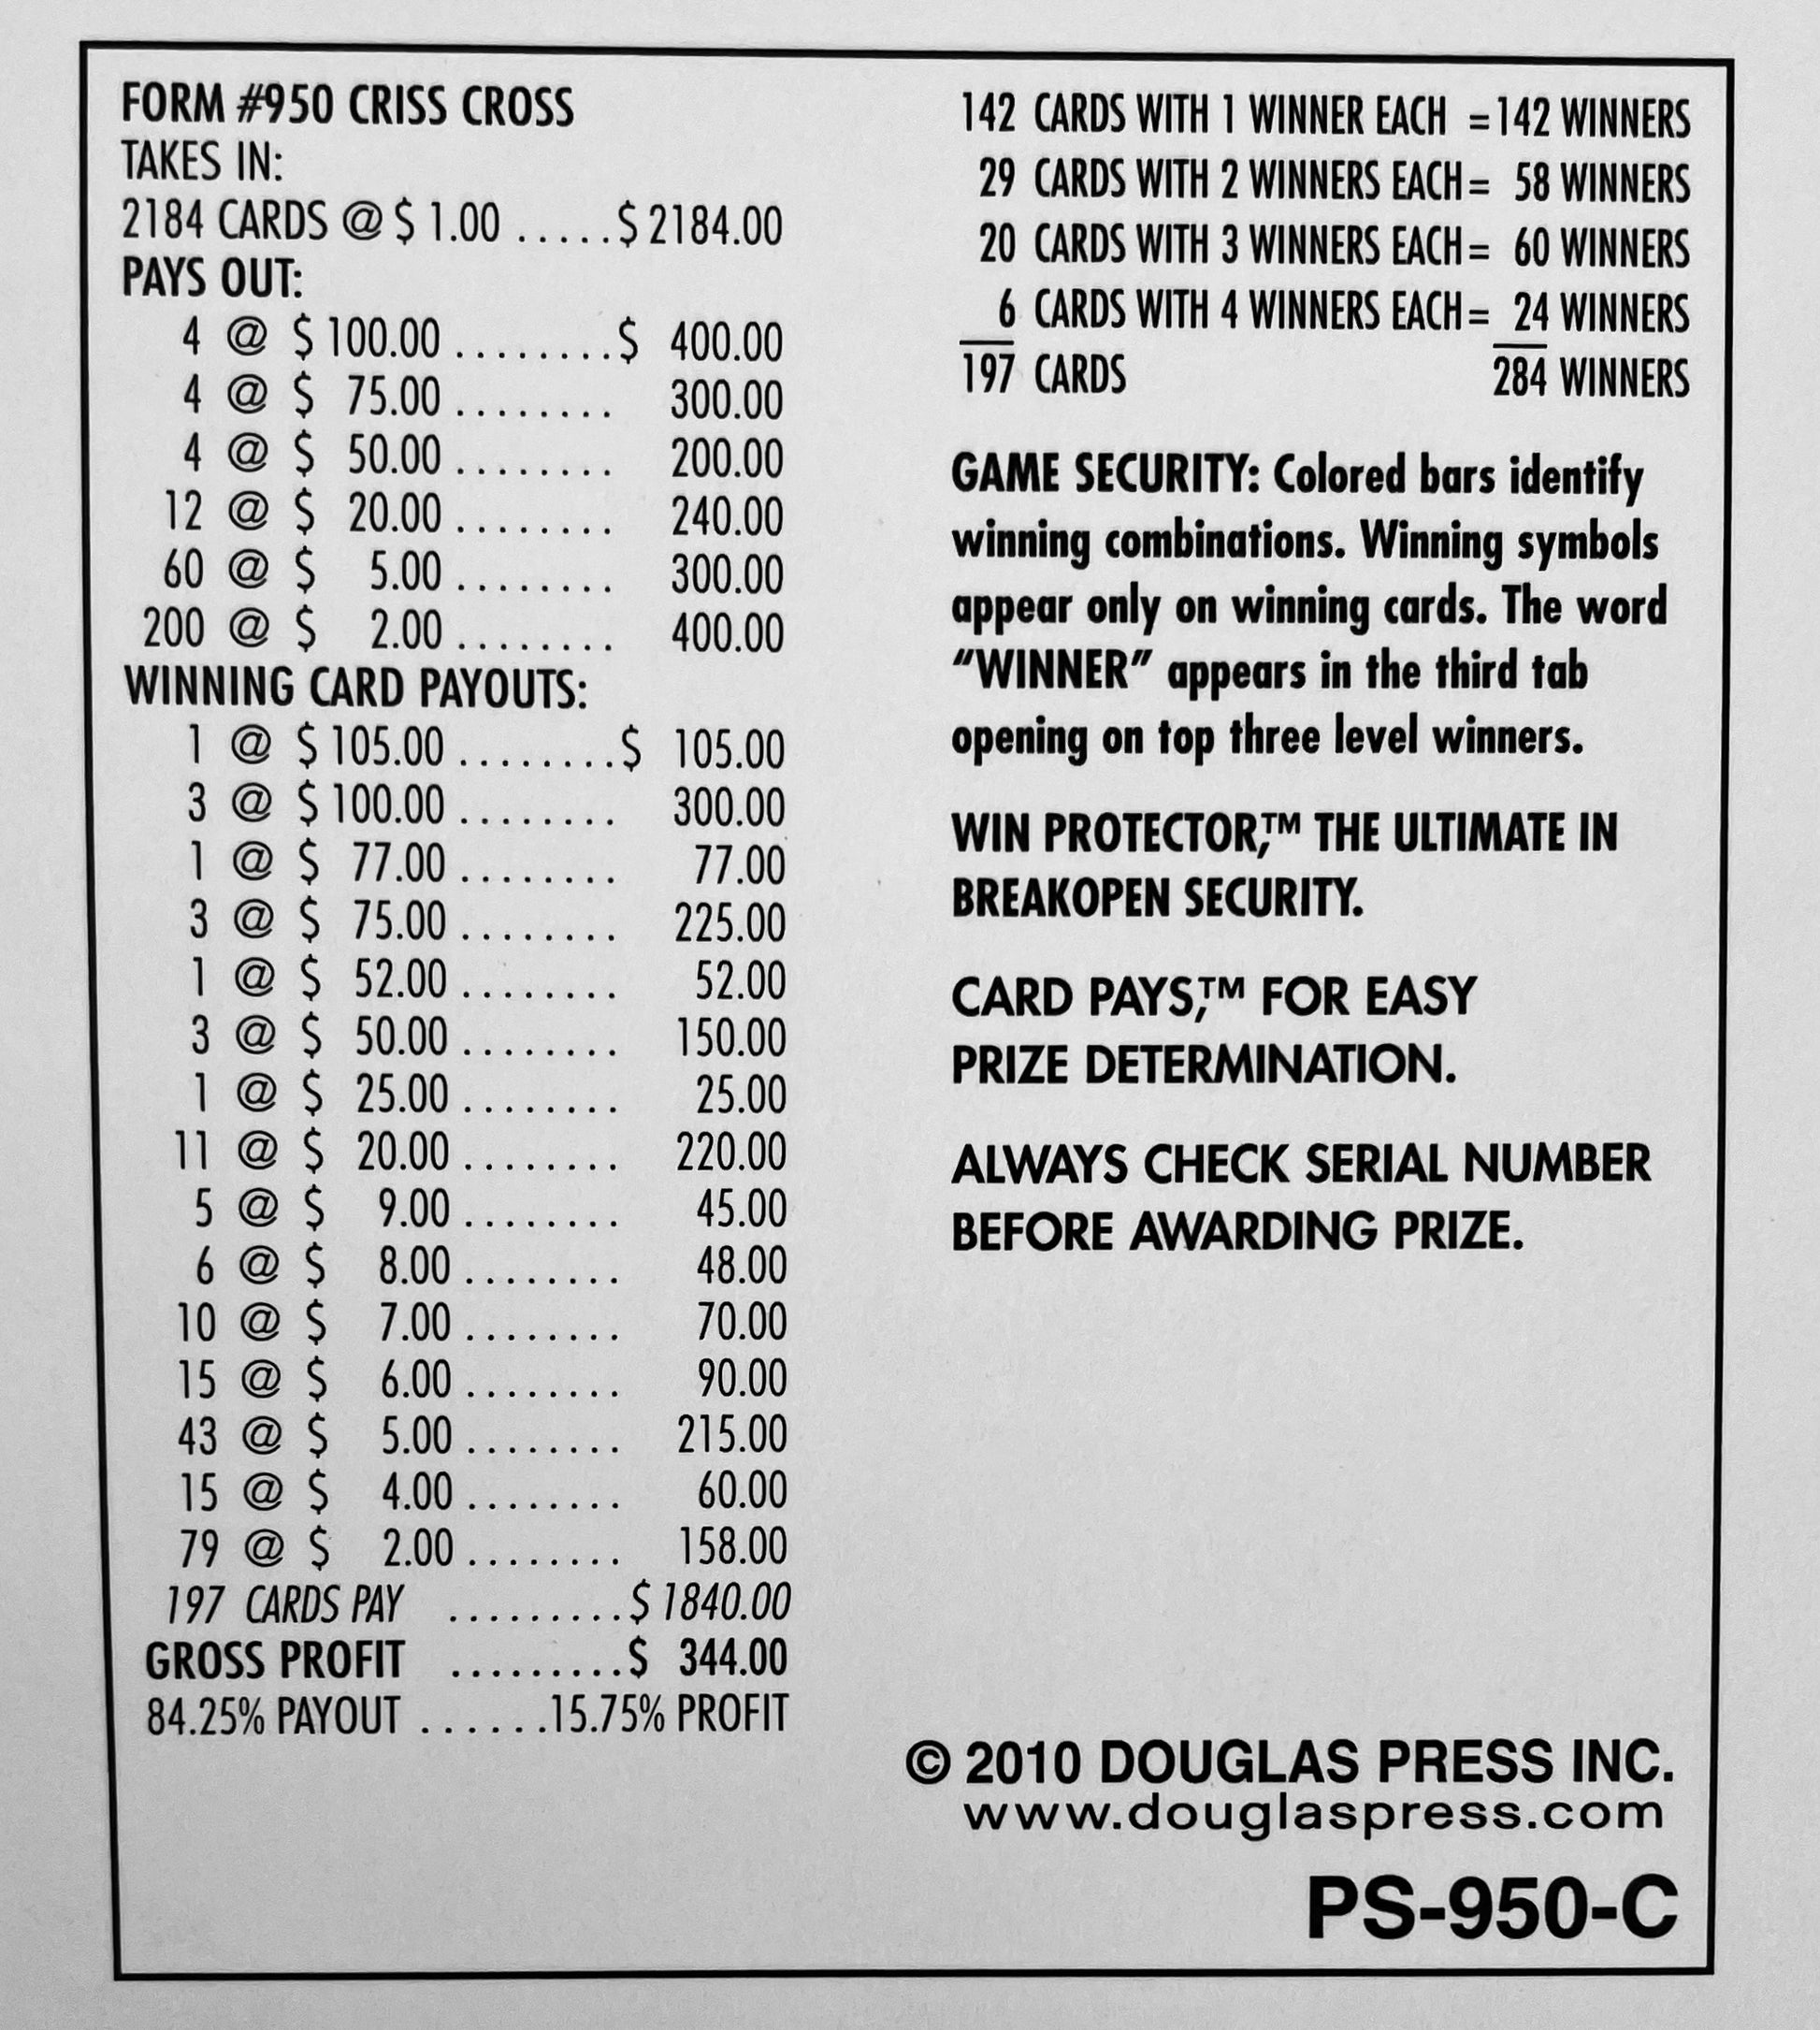 FORM #950 CRISS CROSS
TAKES IN:
2184 CARDS @ $ 1.00 .....$ 2184.00
PAYS OUT:
4 @ $ 100.00 ........$ 400.00
4 @ $ 75.00 ........ 300.00
4 @ $ 50.00 ........ 200.00
12 @ $ 20.00 ........ 240.00
60 @ $ 5.00 ........ 300.00
200 @ $ 2.00 ........ 400.00
WINNING CARD PAYOUTS:
1 @ $ 105.00 ........$ 105.00
3 @ $ 100.00 ........ 300.00
1 @ $ 77.00 ........ 77.00
3 @ $ 75.00 ........ 225.00
1 @ $ 52.00 ........ 52.00
3 @ $ 50.00 ........ 150.00
1 @ $ 25.00 ........ 25.00
11 @ $ 20.00 ........ 220.00
5 @ $ 9.00 ........ 45.00
6 @ $ 8.00 ........ 48.00
10 @ $ 7.00 ........ 70.00
15 @ $ 6.00 ........ 90.00
43 @ $ 5.00 ........ 215.00
15 @ $ 4.00 ........ 60.00
79 @ $ 2.00 ........ 158.00
197 CARDS PAY .........$ 1840.00
GROSS PROFIT .........$ 344.00
84.25% PAYOUT ......15.75% PROFIT
142 CARDS WITH 1 WINNER EACH =142 WINNERS
29 CARDS WITH 2 WINNERS EACH= 58 WINNERS
20 CARDS WITH 3 WINNERS EACH= 60 WINNERS
6 CARDS WITH 4 WINNERS EACH= 24 WINNERS
197 CARDS 284 WINNERS
GAME SECURITY: Colored bars identify
winning combinations. Winning symbols
appear only on winning cards. The word
“WINNER” appears in the third tab
opening on top three level winners.
WIN PROTECTOR,™ THE ULTIMATE IN
BREAKOPEN SECURITY.
CARD PAYS,™ FOR EASY
PRIZE DETERMINATION.
ALWAYS CHECK SERIAL NUMBER
BEFORE AWARDING PRIZE.
© 2010 DOUGLAS PRESS INC.
www.douglaspress.com
PS-950-C